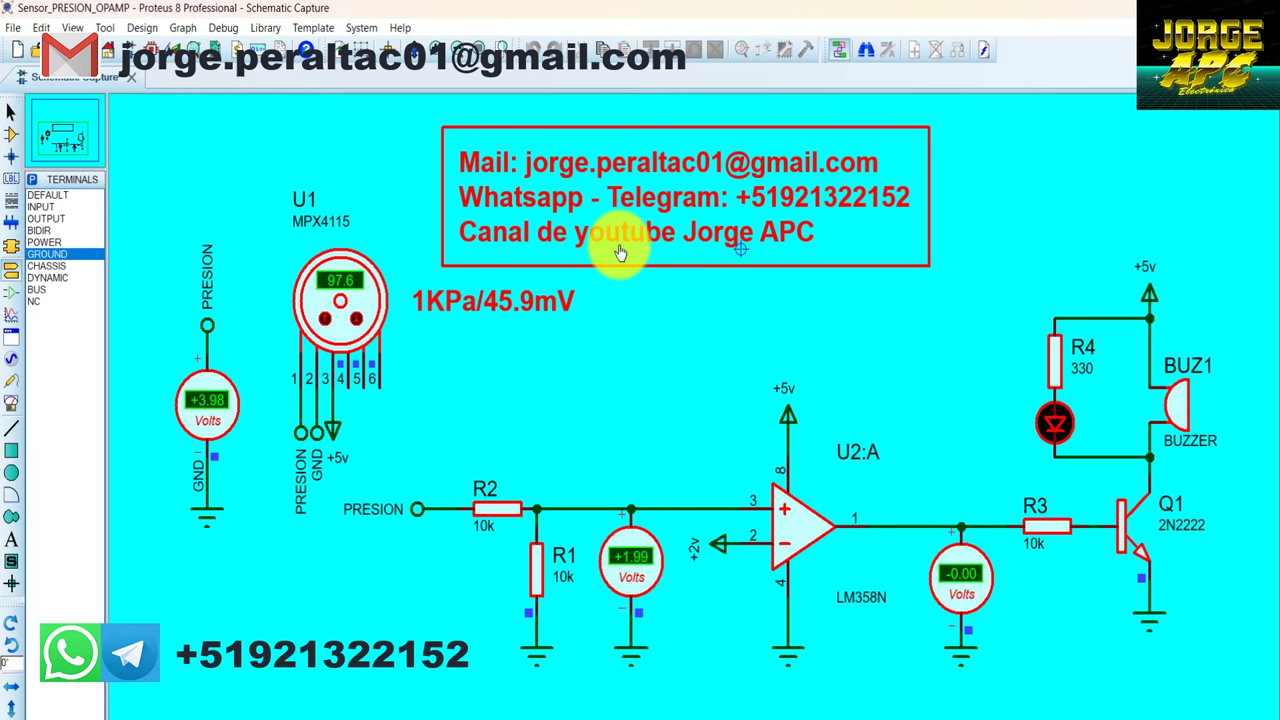 Sensor_PRESION_OPAMP - Proteus 8 Professional - Schematic Capture
File Edit View Tool Design Graph Debug Library Template System Help
jorge.peraltac01@gmail.com
JORGE
APC
Electrónica
Schematic Capture
P TERMINALS
DEFAULT
INPUT
OUTPUT
BIDIR
POWER
GROUND
CHASSIS
DYNAMIC
BUS
NC
LBL
A
S
0°
Mail: jorge.peraltac01@gmail.com
Whatsapp - Telegram: +51921322152
Canal de youtube Jorge APC
U1
MPX4115
97.6
1KPa/45.9mV
1 2 3 4 5 6
PRESION
GND
+5v
PRESION
+
+3.98
Volts
GND
PRESION
R2
10k
R1
10k
+
+1.99
Volts
+5v
8
U2:A
3
2
+2v
1
4
LM358N
+
-0.00
Volts
R3
10k
Q1
2N2222
+5v
R4
330
BUZ1
BUZZER
+51921322152